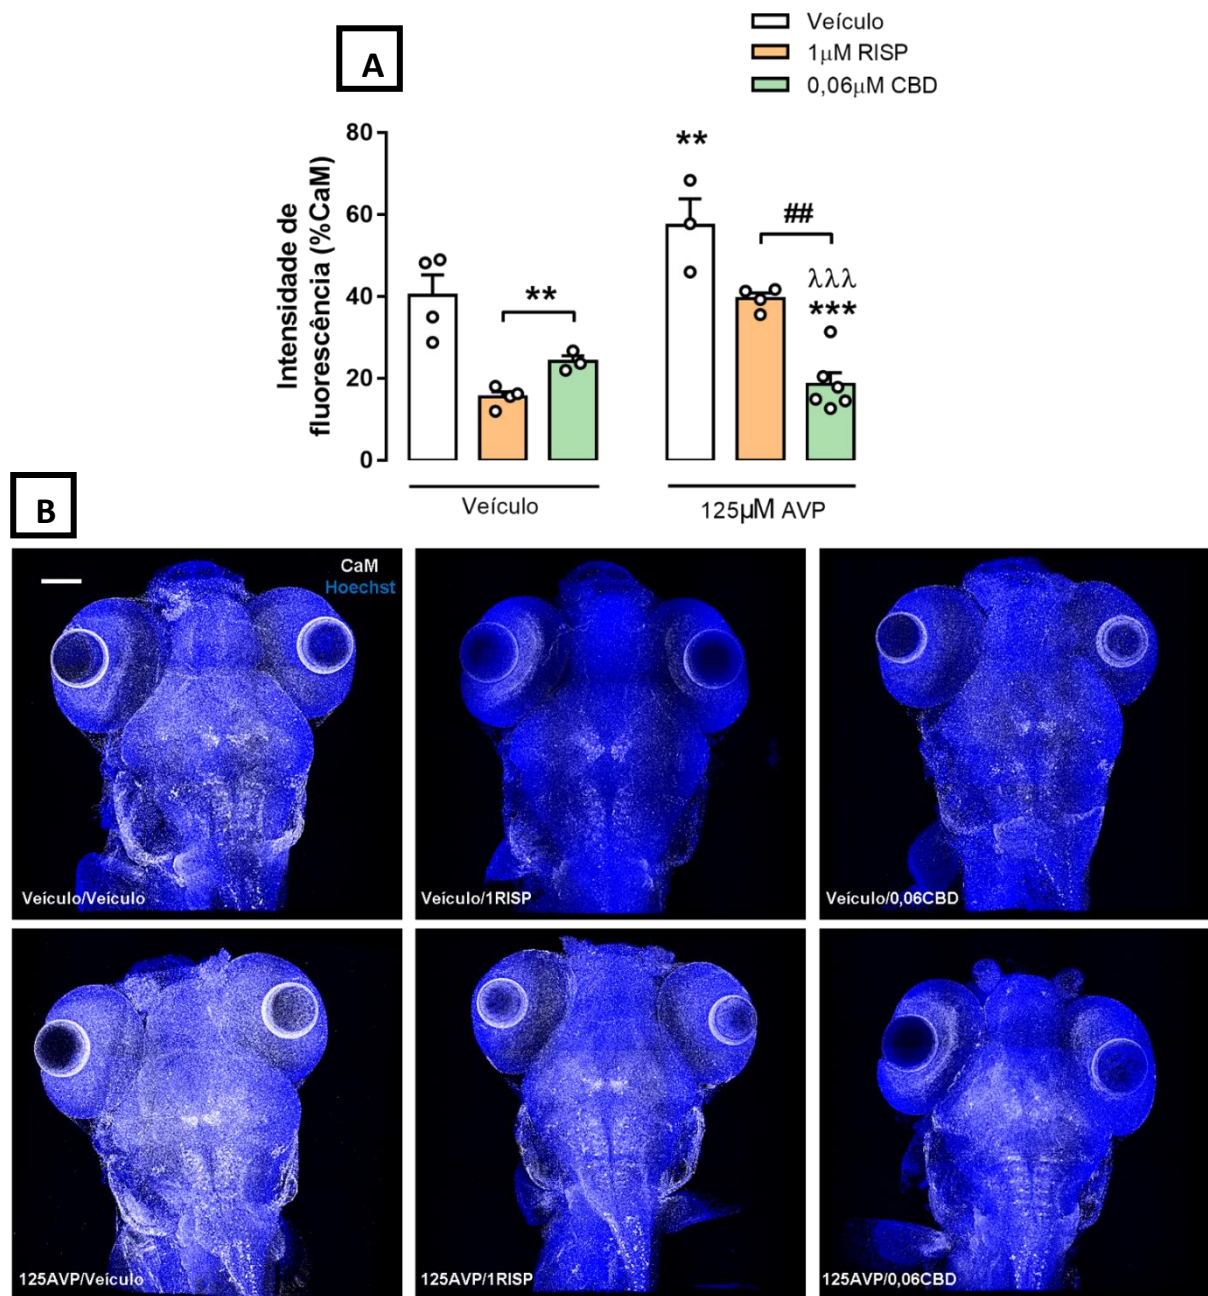 A
Veículo
1µM RISP
0,06µM CBD
Intensidade de
fluorescência (%CaM)
80
60
40
20
0
**
**
##
λλλ
***
Veículo
125µM AVP
B
CaM
Hoechst
Veículo/Veículo
Veículo/1RISP
Veículo/0,06CBD
125AVP/Veículo
125AVP/1RISP
125AVP/0,06CBD